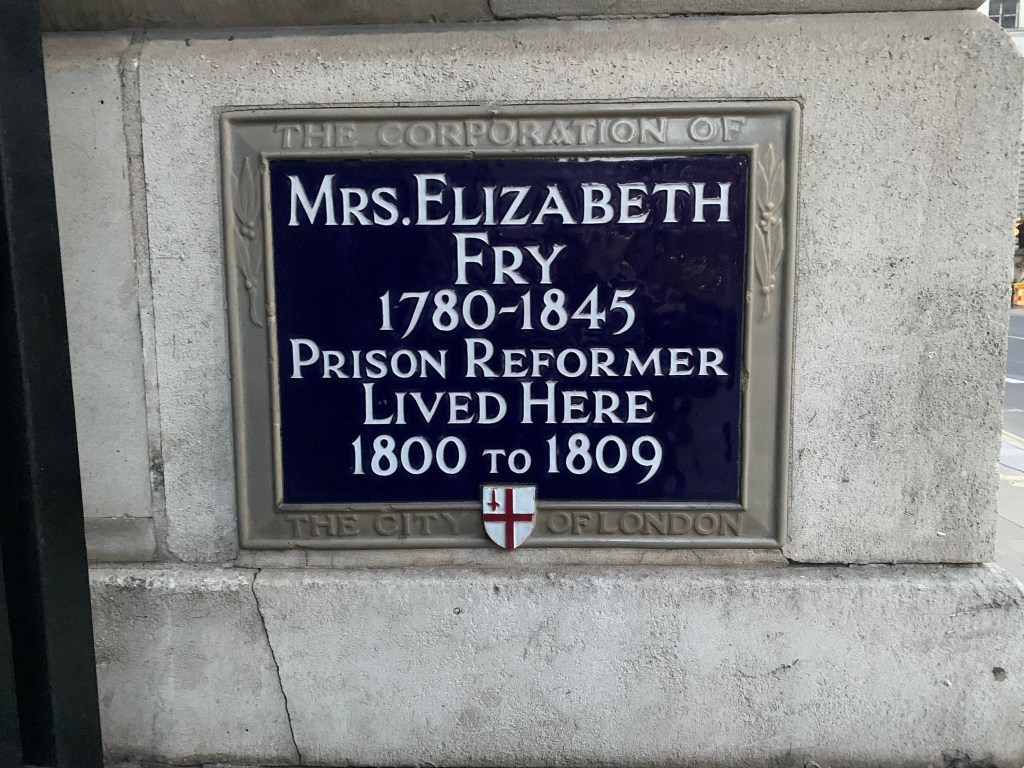 THE CORPORATION OF
MRS. ELIZABETH
FRY
1780-1845
PRISON REFORMER
LIVED HERE
1800 TO 1809
THE CITY OF LONDON